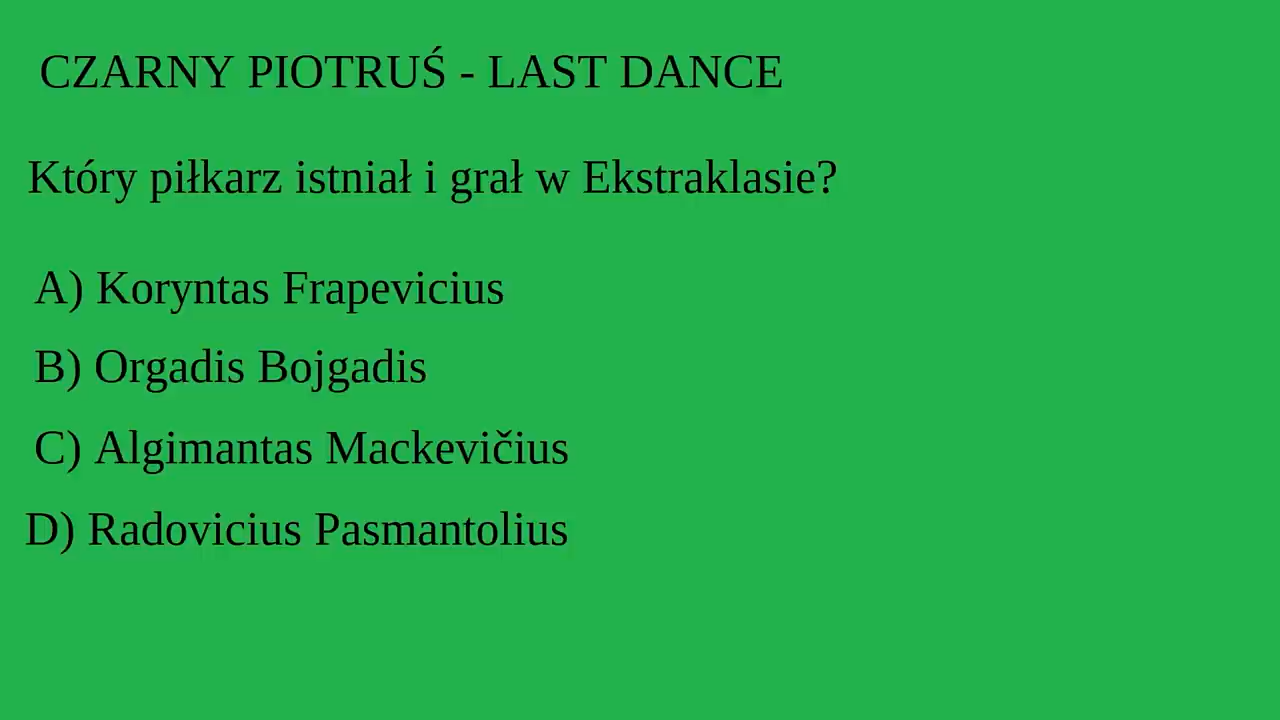 CZARNY PIOTRUŚ - LAST DANCE
Który piłkarz istniał i grał w Ekstraklasie?
A) Koryntas Frapevicius
B) Orgadis Bojgadis
C) Algimantas Mackevičius
D) Radovicius Pasmantolius